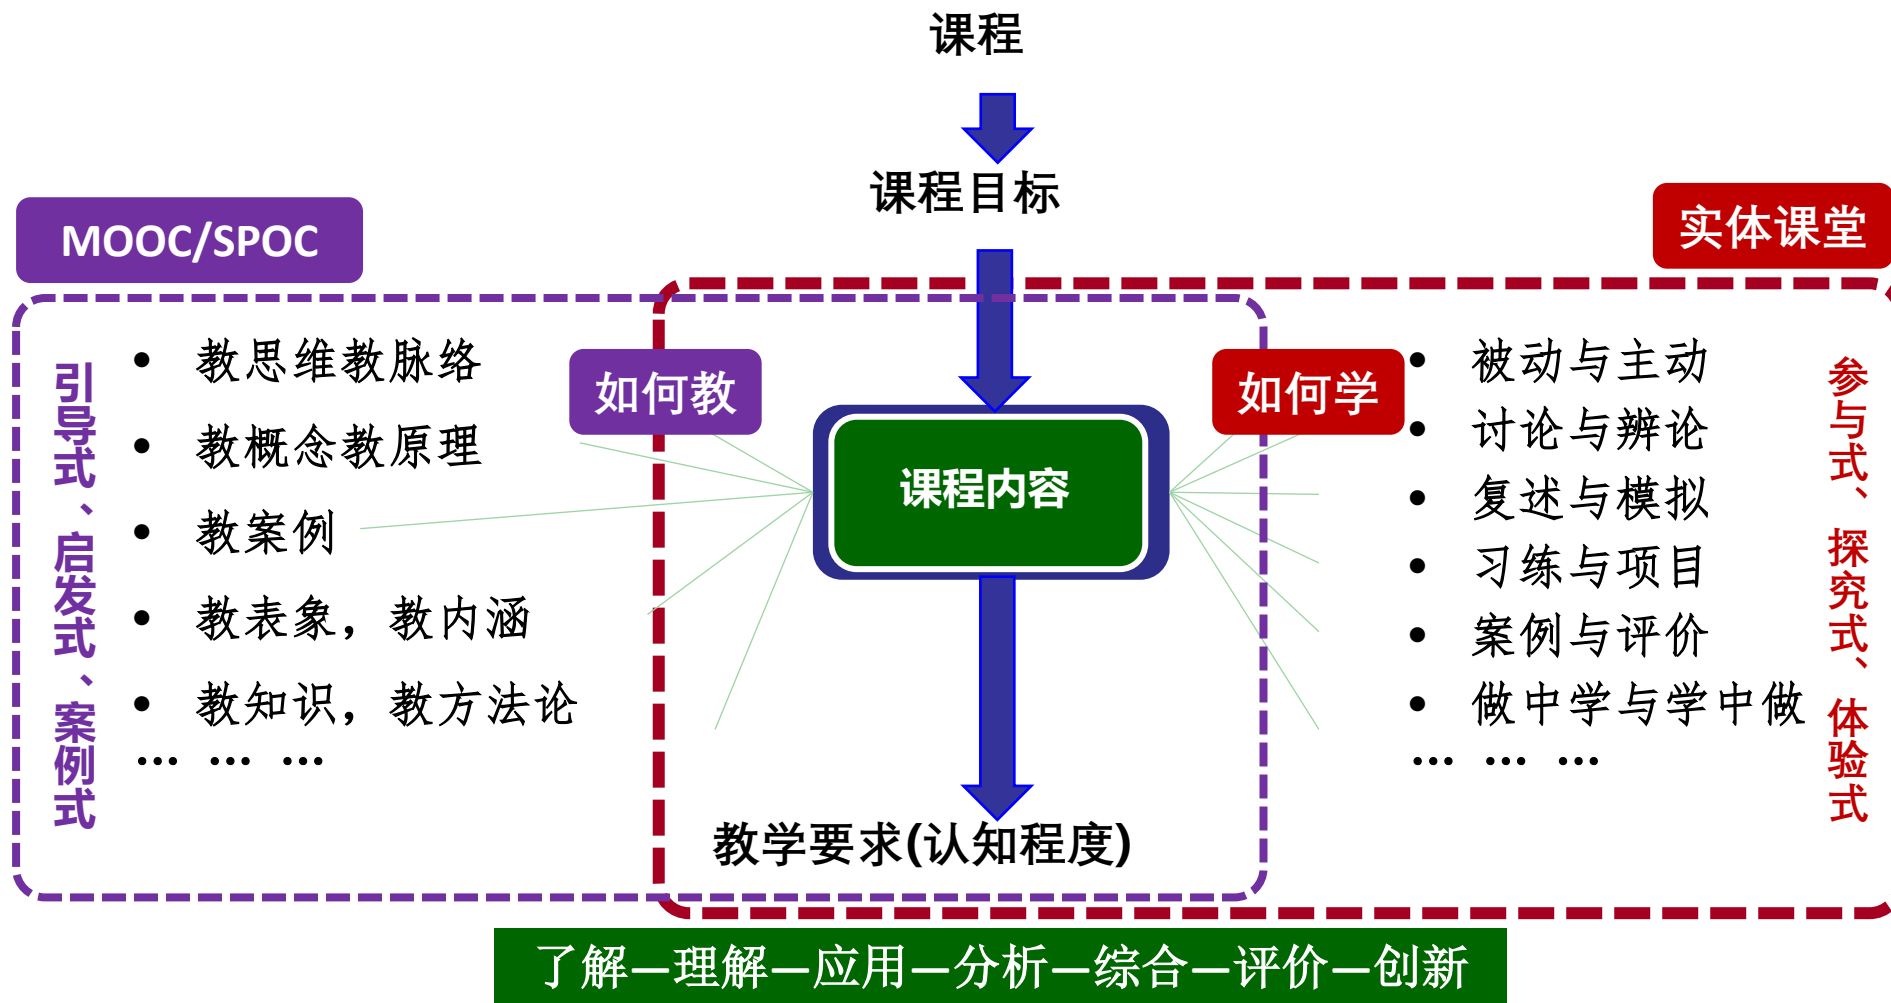 课程
课程目标
MOOC/SPOC
实体课堂
引导式、启发式、案例式
• 教思维教脉络
• 教概念教原理
• 教案例
• 教表象，教内涵
• 教知识，教方法论
… … …
如何教
课程内容
如何学
• 被动与主动
• 讨论与辨论
• 复述与模拟
• 习练与项目
• 案例与评价
• 做中学与学中做
… … …
参与式、探究式、体验式
教学要求(认知程度)
了解—理解—应用—分析—综合—评价—创新